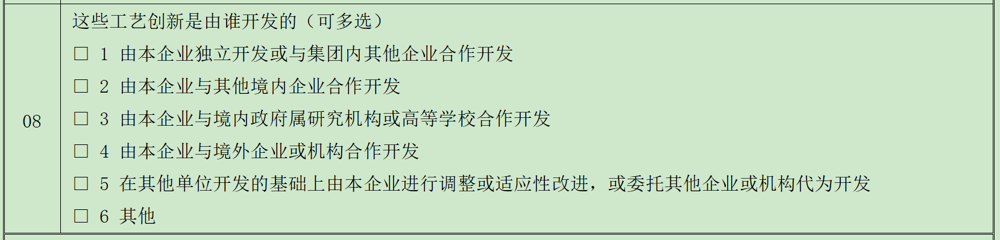 08
这些工艺创新是由谁开发的（可多选）
□ 1 由本企业独立开发或与集团内其他企业合作开发
□ 2 由本企业与其他境内企业合作开发
□ 3 由本企业与境内政府属研究机构或高等学校合作开发
□ 4 由本企业与境外企业或机构合作开发
□ 5 在其他单位开发的基础上由本企业进行调整或适应性改进，或委托其他企业或机构代为开发
□ 6 其他